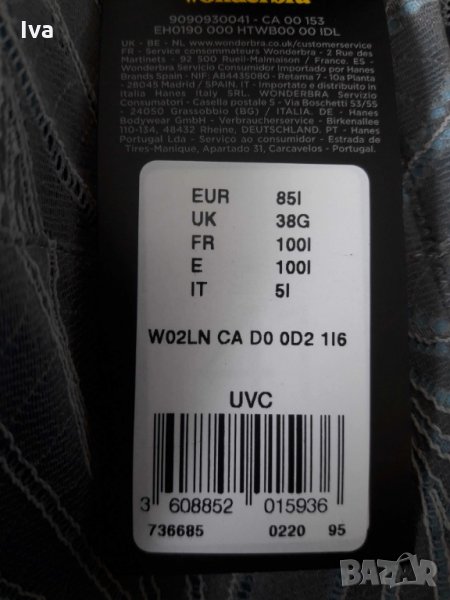 Iva
wonderbra
9090930041 - CA 00 153
EH0190 000 HTWB00 00 IDL
UK - BE - NL www.wonderbra.co.uk/customerservice
FR - Service consommateurs Wonderbra - 2 Rue des
Martinets - 92 500 Rueil-Malmaison / France. ES -
Wonderbra Servicio Consumidor Importado por Hanes
Brands Spain - NIF: A84435080 - Retama 7 - 10a Planta
- 28045 Madrid / SPAIN. IT - Importato e distribuito in
Italia Hanes Italy SRL. WONDERBRA Servizio
Consumatori - Casella postale 5 - Via Boschetti 53/55
- 24050 Grassobbio (BG) / ITALIA. DE - Hanes
Bodywear GmbH - Verbraucherservice - Birkenallee
110-134, 48432 Rheine, DEUTSCHLAND. PT - Hanes
Portugal Lda - Serviço ao consumidor - Estrada de
Tires-Manique, Apartado 31, Carcavelos - Portugal.
EUR 85I
UK 38G
FR 100I
E 100I
IT 5I
W02LN CA D0 0D2 1I6
UVC
3 608852 015936
736685 0220 95
BAZAR